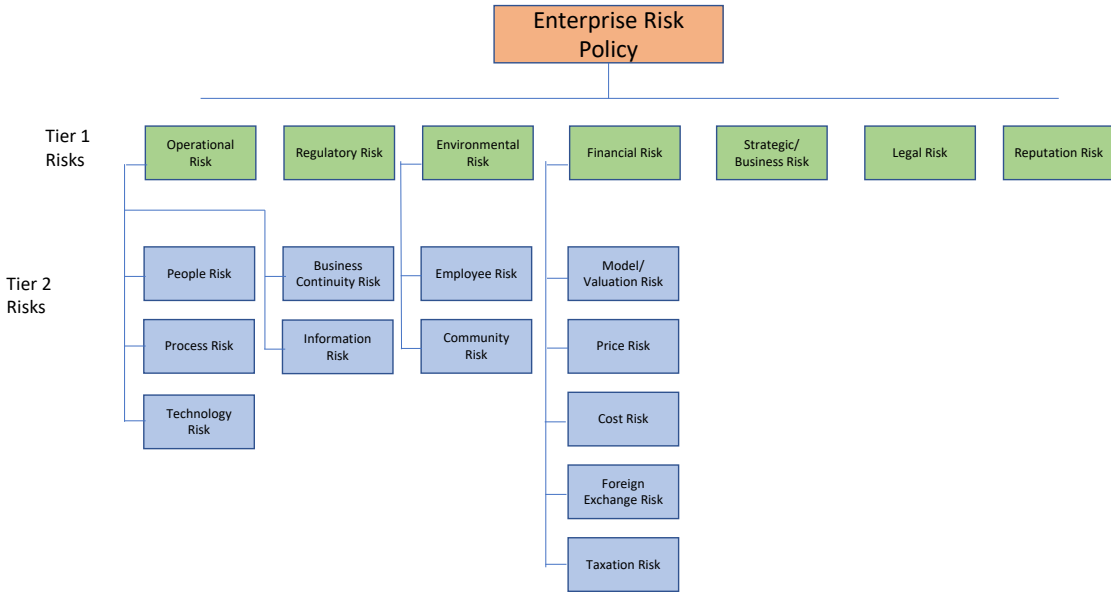 Enterprise Risk
Policy
Tier 1
Risks
Operational
Risk
Regulatory Risk
Environmental
Risk
Financial Risk
Strategic/
Business Risk
Legal Risk
Reputation Risk
Tier 2
Risks
People Risk
Business
Continuity Risk
Employee Risk
Model/
Valuation Risk
Process Risk
Information
Risk
Community
Risk
Price Risk
Technology
Risk
Cost Risk
Foreign
Exchange Risk
Taxation Risk